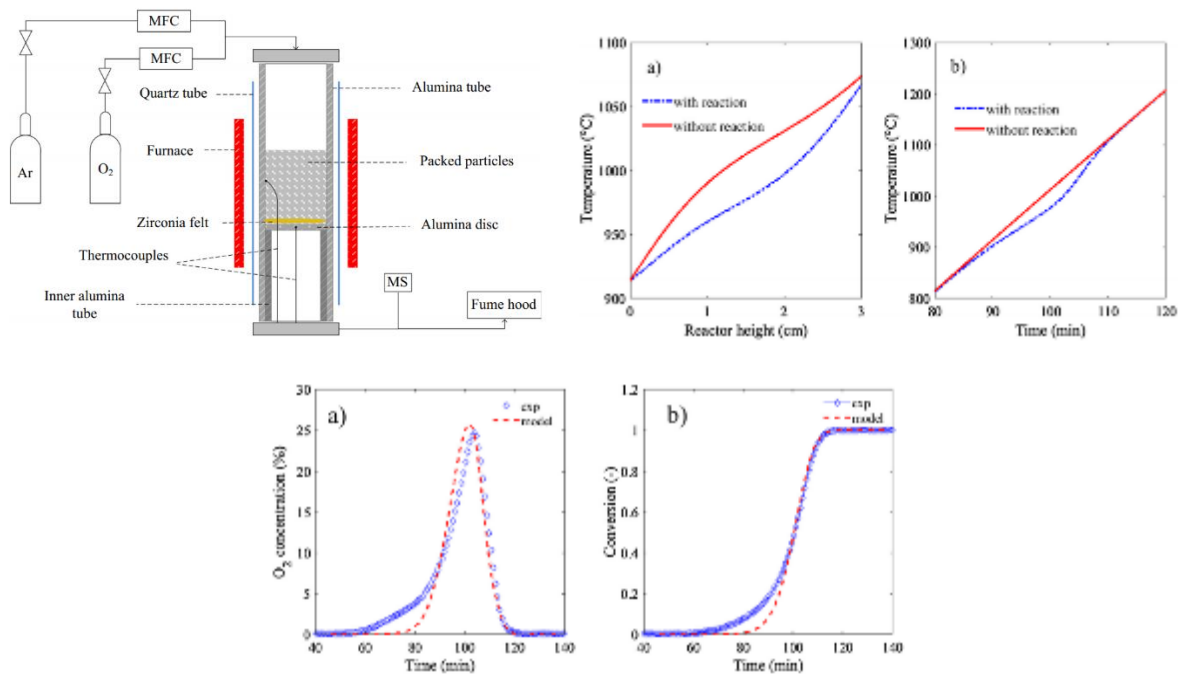 MFC
MFC
Quartz tube
Alumina tube
Furnace
Packed particles
Ar
O2
Zirconia felt
Alumina disc
Thermocouples
Inner alumina
tube
MS
Fume hood
a)
with reaction
without reaction
1100
1050
1000
950
900
0
1
2
3
Temperature (°C)
Reactor height (cm)
b)
with reaction
without reaction
1300
1200
1100
1000
900
800
80
90
100
110
120
Temperature (°C)
Time (min)
a)
exp
model
30
25
20
15
10
5
0
40
60
80
100
120
140
O2 concentration (%)
Time (min)
b)
exp
model
1.2
1
0.8
0.6
0.4
0.2
0
40
60
80
100
120
140
Conversion (-)
Time (min)